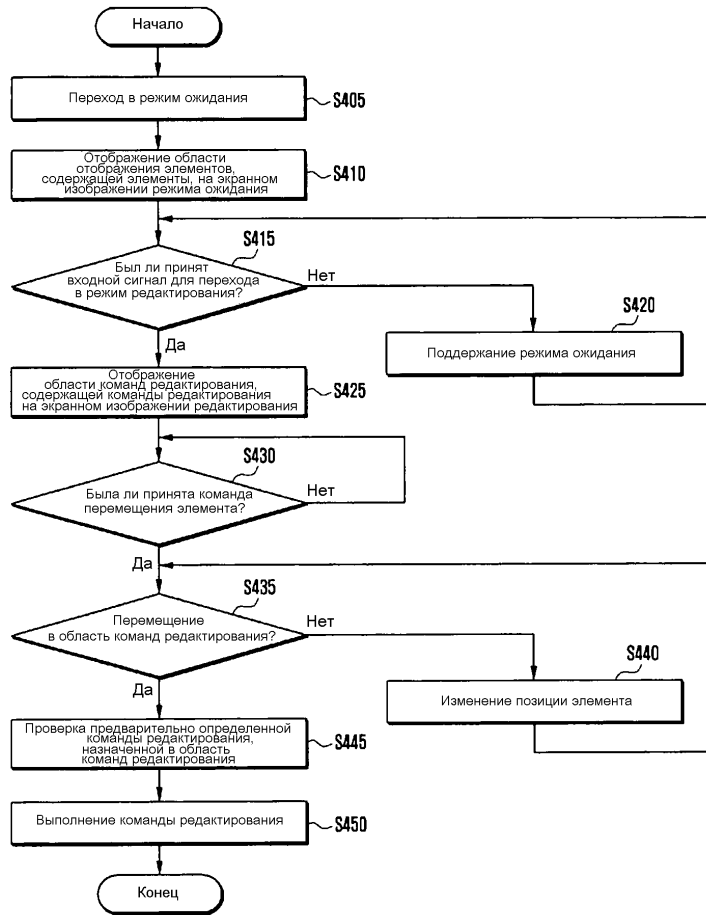 Начало
Переход в режим ожидания
S405
Отображение области
отображения элементов,
содержащей элементы, на экранном
изображении режима ожидания
S410
S415
Был ли принят
входной сигнал для перехода
в режим редактирования?
Нет
Да
S420
Поддержание режима ожидания
Отображение
области команд редактирования,
содержащей команды редактирования
на экранном изображении редактирования
S425
S430
Была ли принята команда
перемещения элемента?
Нет
Да
S435
Перемещение
в область команд редактирования?
Нет
Да
S440
Изменение позиции элемента
Проверка предварительно определенной
команды редактирования,
назначенной в область
команд редактирования
S445
Выполнение команды редактирования
S450
Конец